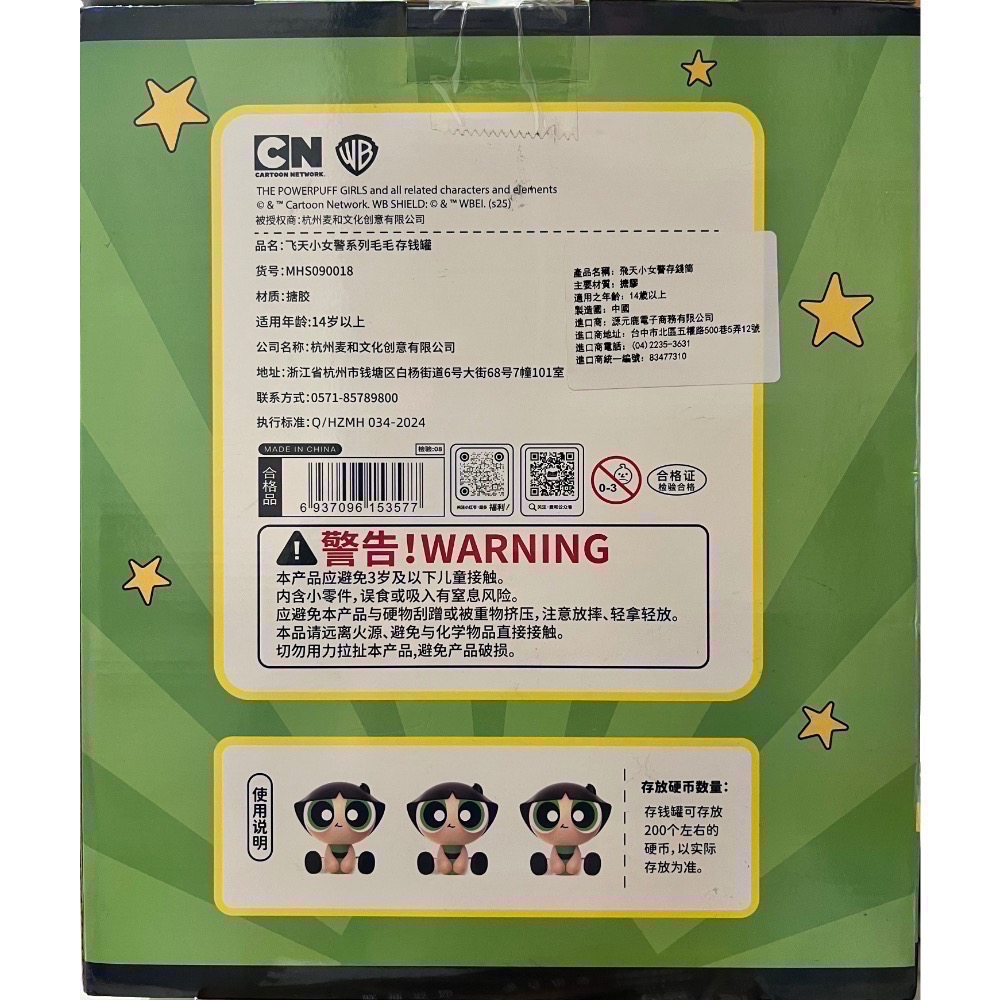 CN
CARTOON NETWORK.
WB
THE POWERPUFF GIRLS and all related characters and elements
© & ™ Cartoon Network. WB SHIELD: © & ™ WBEI. (s25)
被授权商:杭州麦和文化创意有限公司
品名:飞天小女警系列毛毛存钱罐
货号:MHS090018
材质:搪胶
适用年龄:14岁以上
公司名称:杭州麦和文化创意有限公司
地址:浙江省杭州市钱塘区白杨街道6号大街68号7幢101室
联系方式:0571-85789800
执行标准:Q/HZMH 034-2024
產品名稱: 飛天小女警存錢筒
主要材質: 搪膠
適用之年齡: 14歲以上
製造國: 中國
進口商: 源元鹿電子商務有限公司
進口商地址: 台中市北區五權路500巷5弄12號
進口商電話: (04)2235-3631
進口商統一編號: 83477310
MADE IN CHINA
检验:08
合格品
6 937096 153577
福利!
0-3
合格证
检验合格
警告!WARNING
本产品应避免3岁及以下儿童接触。
内含小零件,误食或吸入有窒息风险。
应避免本产品与硬物刮蹭或被重物挤压,注意放摔、轻拿轻放。
本品请远离火源、避免与化学物品直接接触。
切勿用力拉扯本产品,避免产品破损。
使用说明
存放硬币数量:
存钱罐可存放
200个左右的
硬币,以实际
存放为准。